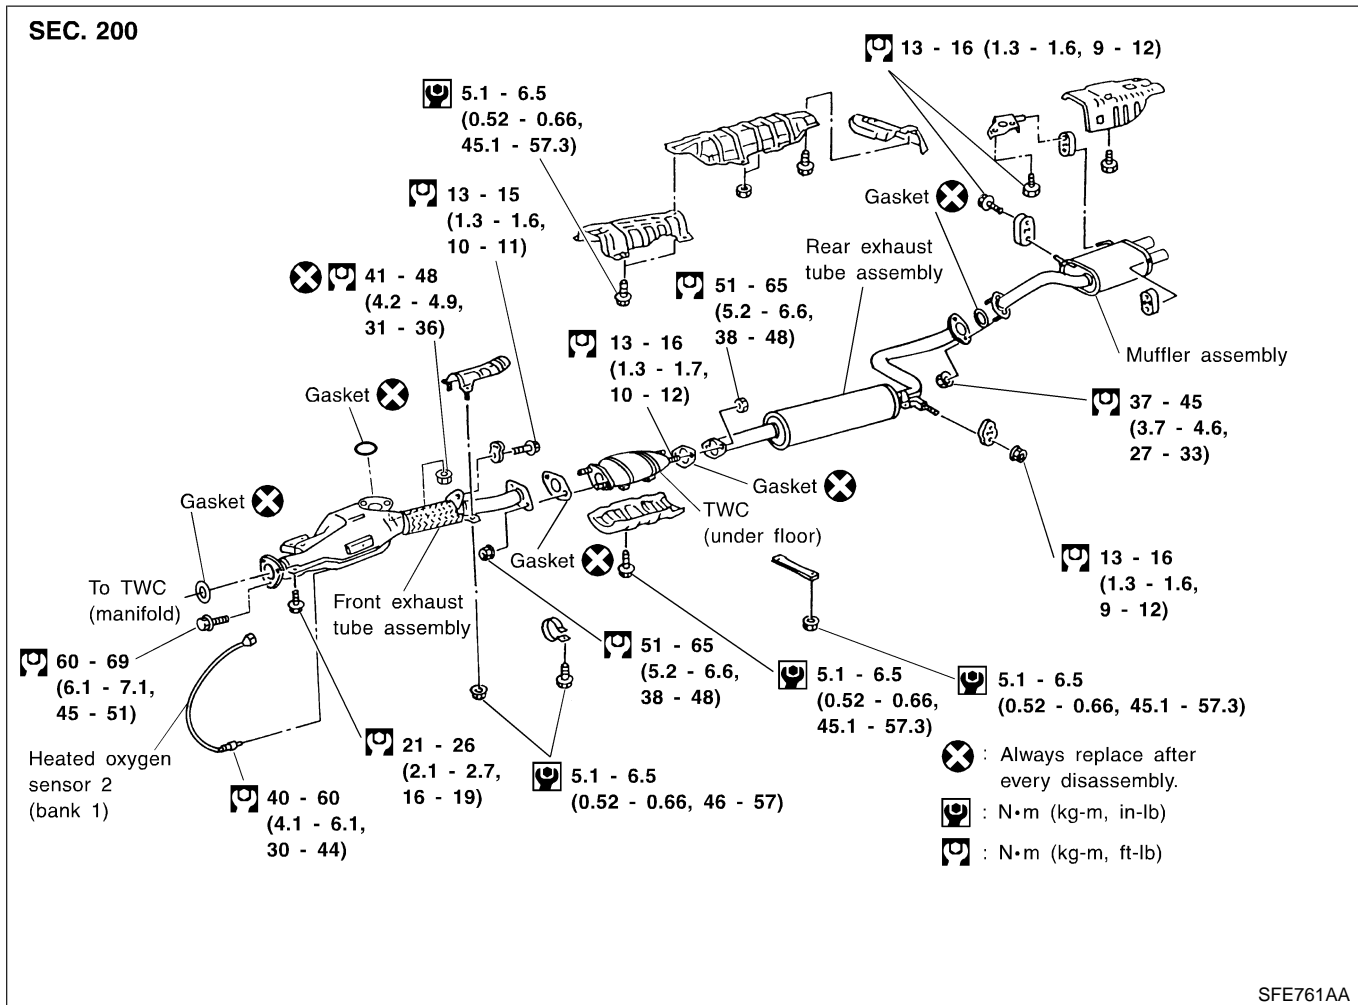 SEC. 200
13 - 16 (1.3 - 1.6, 9 - 12)
5.1 - 6.5
(0.52 - 0.66,
45.1 - 57.3)
13 - 15
(1.3 - 1.6,
10 - 11)
Gasket
Rear exhaust
tube assembly
41 - 48
(4.2 - 4.9,
31 - 36)
51 - 65
(5.2 - 6.6,
38 - 48)
13 - 16
(1.3 - 1.7,
10 - 12)
Muffler assembly
Gasket
37 - 45
(3.7 - 4.6,
27 - 33)
Gasket
Gasket
TWC
(under floor)
Gasket
13 - 16
(1.3 - 1.6,
9 - 12)
To TWC
(manifold)
Front exhaust
tube assembly
60 - 69
(6.1 - 7.1,
45 - 51)
51 - 65
(5.2 - 6.6,
38 - 48)
5.1 - 6.5
(0.52 - 0.66,
45.1 - 57.3)
5.1 - 6.5
(0.52 - 0.66, 45.1 - 57.3)
Heated oxygen
sensor 2
(bank 1)
21 - 26
(2.1 - 2.7,
16 - 19)
5.1 - 6.5
(0.52 - 0.66, 46 - 57)
40 - 60
(4.1 - 6.1,
30 - 44)
: Always replace after
every disassembly.
: N•m (kg-m, in-lb)
: N•m (kg-m, ft-lb)
SFE761AA